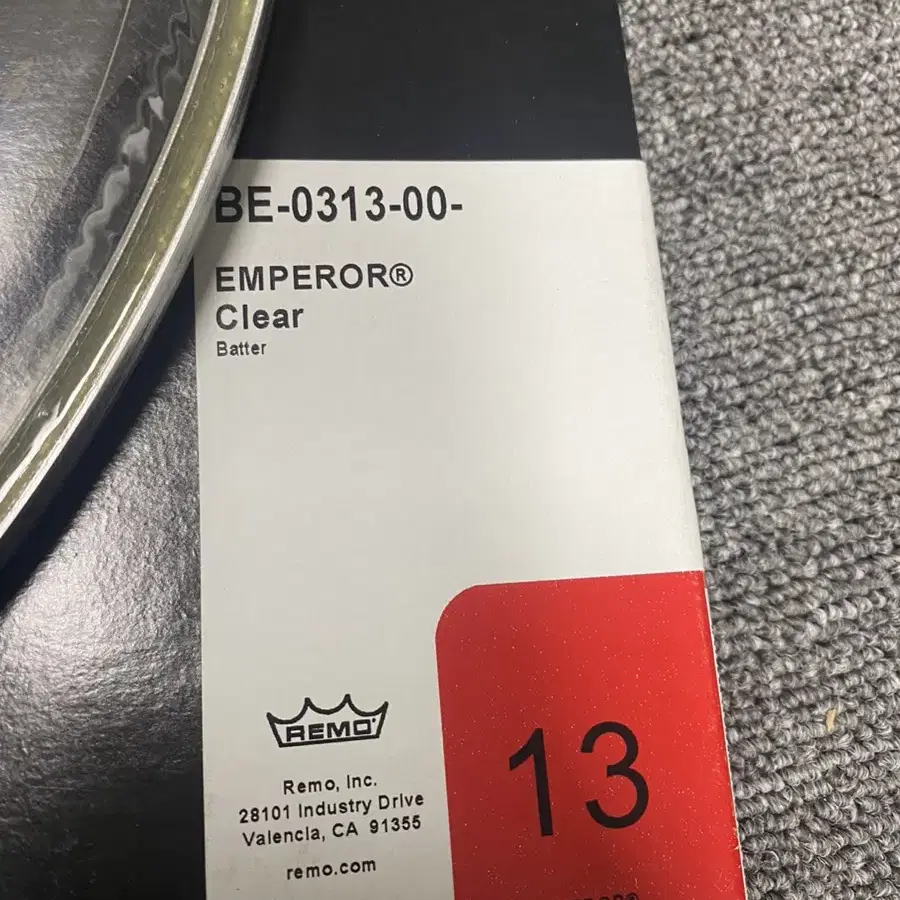 BE-0313-00-
EMPEROR®
Clear
Batter
REMO
Remo, Inc.
28101 Industry Drive
Valencia, CA 91355
remo.com
13